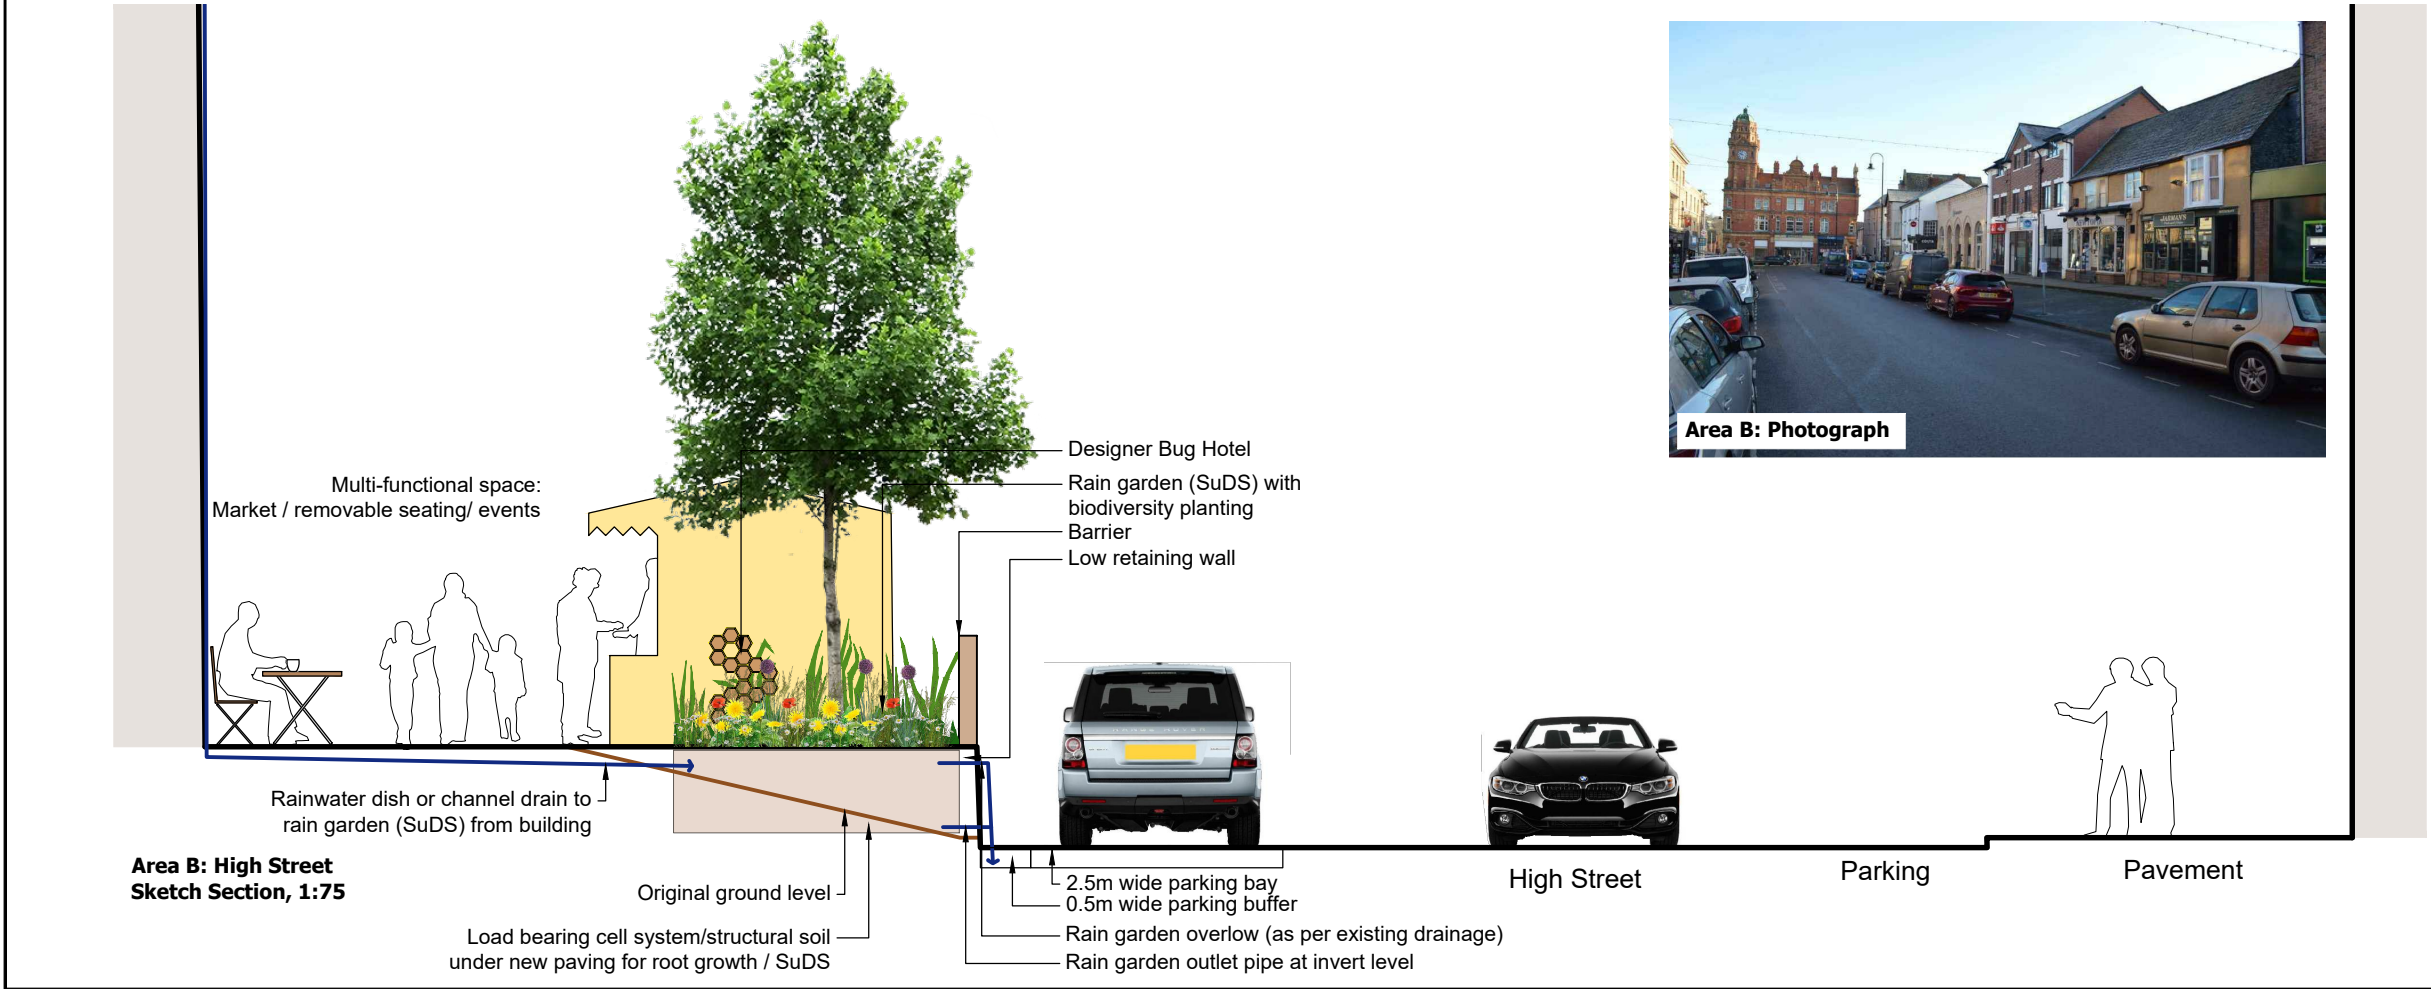 Area B: Photograph
JARMAN'S
Designer Bug Hotel
Rain garden (SuDS) with
biodiversity planting
Barrier
Low retaining wall
Multi-functional space:
Market / removable seating/ events
RANGE ROVER
Rainwater dish or channel drain to
rain garden (SuDS) from building
Area B: High Street
Sketch Section, 1:75
Original ground level
Load bearing cell system/structural soil
under new paving for root growth / SuDS
2.5m wide parking bay
0.5m wide parking buffer
Rain garden overlow (as per existing drainage)
Rain garden outlet pipe at invert level
High Street
Parking
Pavement